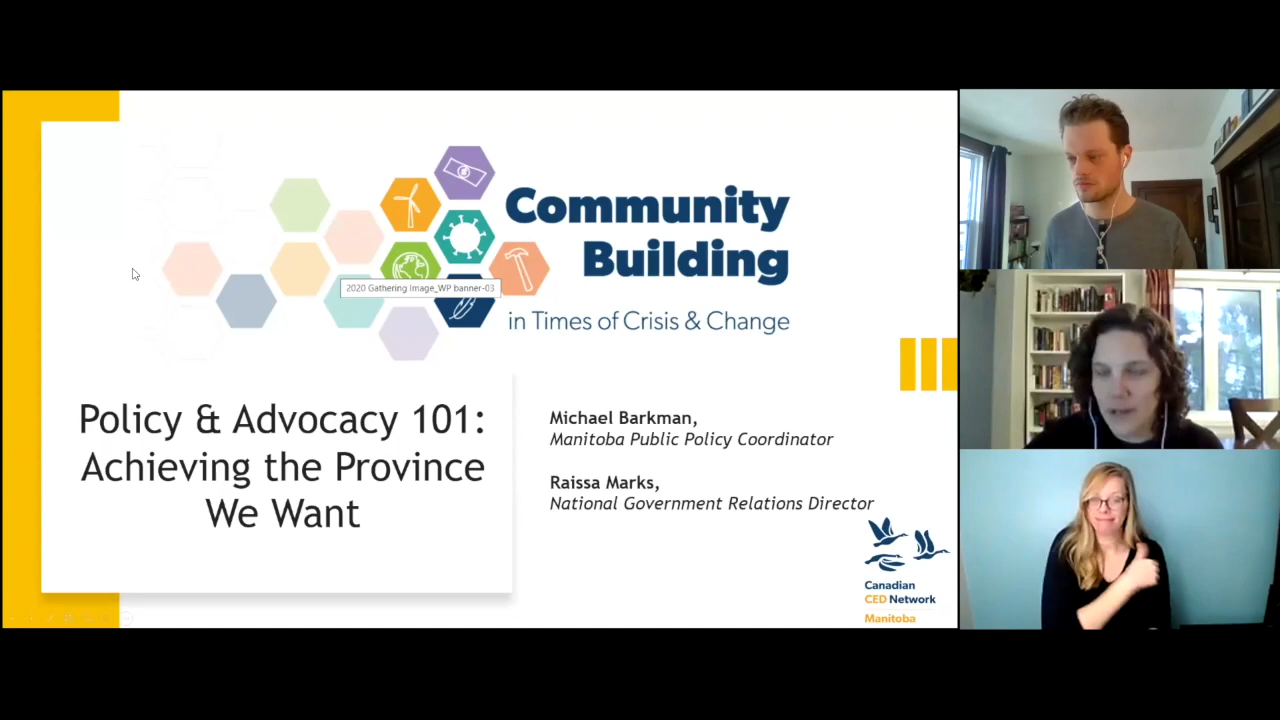 Community
Building
in Times of Crisis & Change
2020 Gathering Image_WP banner-03
Policy & Advocacy 101:
Achieving the Province
We Want
Michael Barkman,
Manitoba Public Policy Coordinator
Raissa Marks,
National Government Relations Director
Canadian
CED Network
Manitoba